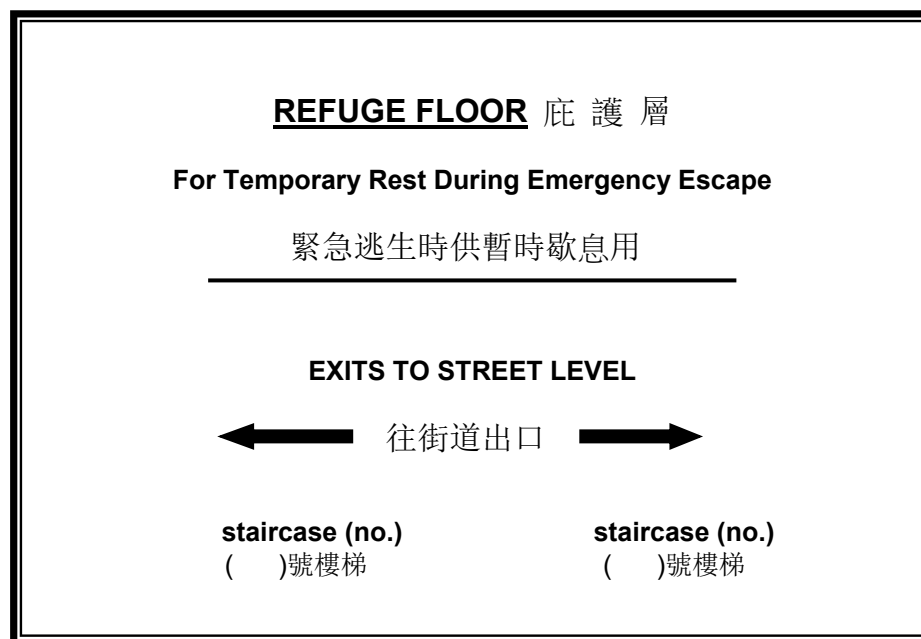 REFUGE FLOOR 庇 護 層
For Temporary Rest During Emergency Escape
緊急逃生時供暫時歇息用
EXITS TO STREET LEVEL
往街道出口
staircase (no.) staircase (no.)
( )號樓梯 ( )號樓梯